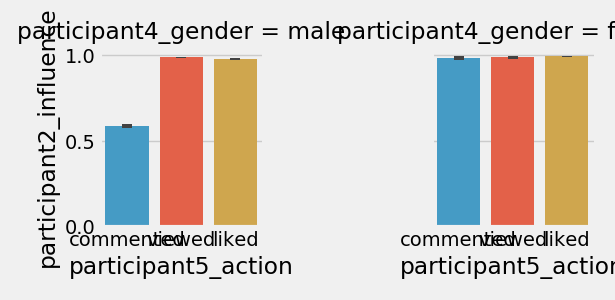 participant4_gender = male
participant4_gender = f
participant2_influence
1.0
0.5
0.0
commented viewed liked
commented viewed liked
participant5_action
participant5_action